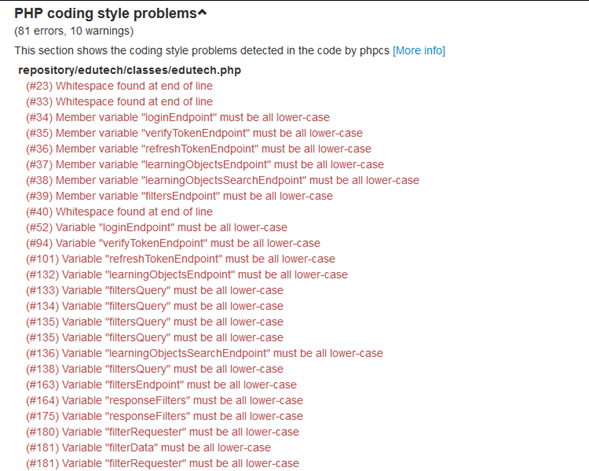 PHP coding style problems
(81 errors, 10 warnings)
This section shows the coding style problems detected in the code by phpcs [More info]
repository/edutech/classes/edutech.php
(#23) Whitespace found at end of line
(#33) Whitespace found at end of line
(#34) Member variable "loginEndpoint" must be all lower-case
(#35) Member variable "verifyTokenEndpoint" must be all lower-case
(#36) Member variable "refreshTokenEndpoint" must be all lower-case
(#37) Member variable "learningObjectsEndpoint" must be all lower-case
(#38) Member variable "learningObjectsSearchEndpoint" must be all lower-case
(#39) Member variable "filtersEndpoint" must be all lower-case
(#40) Whitespace found at end of line
(#52) Variable "loginEndpoint" must be all lower-case
(#94) Variable "verifyTokenEndpoint" must be all lower-case
(#101) Variable "refreshTokenEndpoint" must be all lower-case
(#132) Variable "learningObjectsEndpoint" must be all lower-case
(#133) Variable "filtersQuery" must be all lower-case
(#134) Variable "filtersQuery" must be all lower-case
(#135) Variable "filtersQuery" must be all lower-case
(#135) Variable "filtersQuery" must be all lower-case
(#136) Variable "learningObjectsSearchEndpoint" must be all lower-case
(#138) Variable "filtersQuery" must be all lower-case
(#163) Variable "filtersEndpoint" must be all lower-case
(#164) Variable "responseFilters" must be all lower-case
(#175) Variable "responseFilters" must be all lower-case
(#180) Variable "filterRequester" must be all lower-case
(#181) Variable "filterData" must be all lower-case
(#181) Variable "filterRequester" must be all lower-case